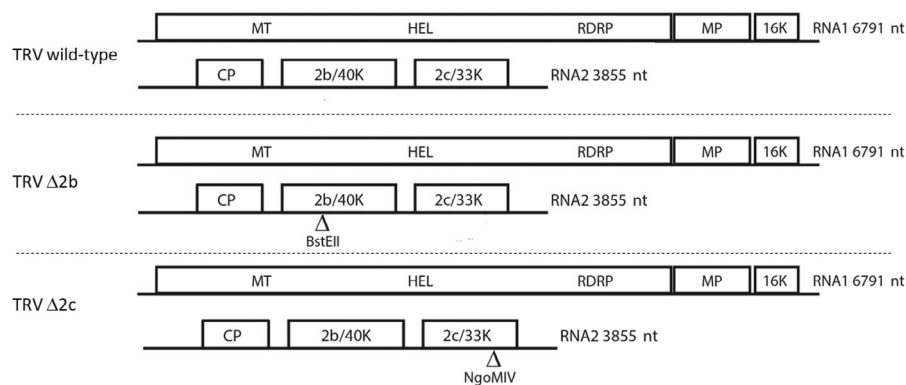 MT HEL RDRP MP 16K RNA1 6791 nt
TRV wild-type
CP 2b/40K 2c/33K RNA2 3855 nt
MT HEL RDRP MP 16K RNA1 6791 nt
TRV Δ2b
CP 2b/40K 2c/33K RNA2 3855 nt
Δ
BstEII
MT HEL RDRP MP 16K RNA1 6791 nt
TRV Δ2c
CP 2b/40K 2c/33K RNA2 3855 nt
Δ
NgoMIV